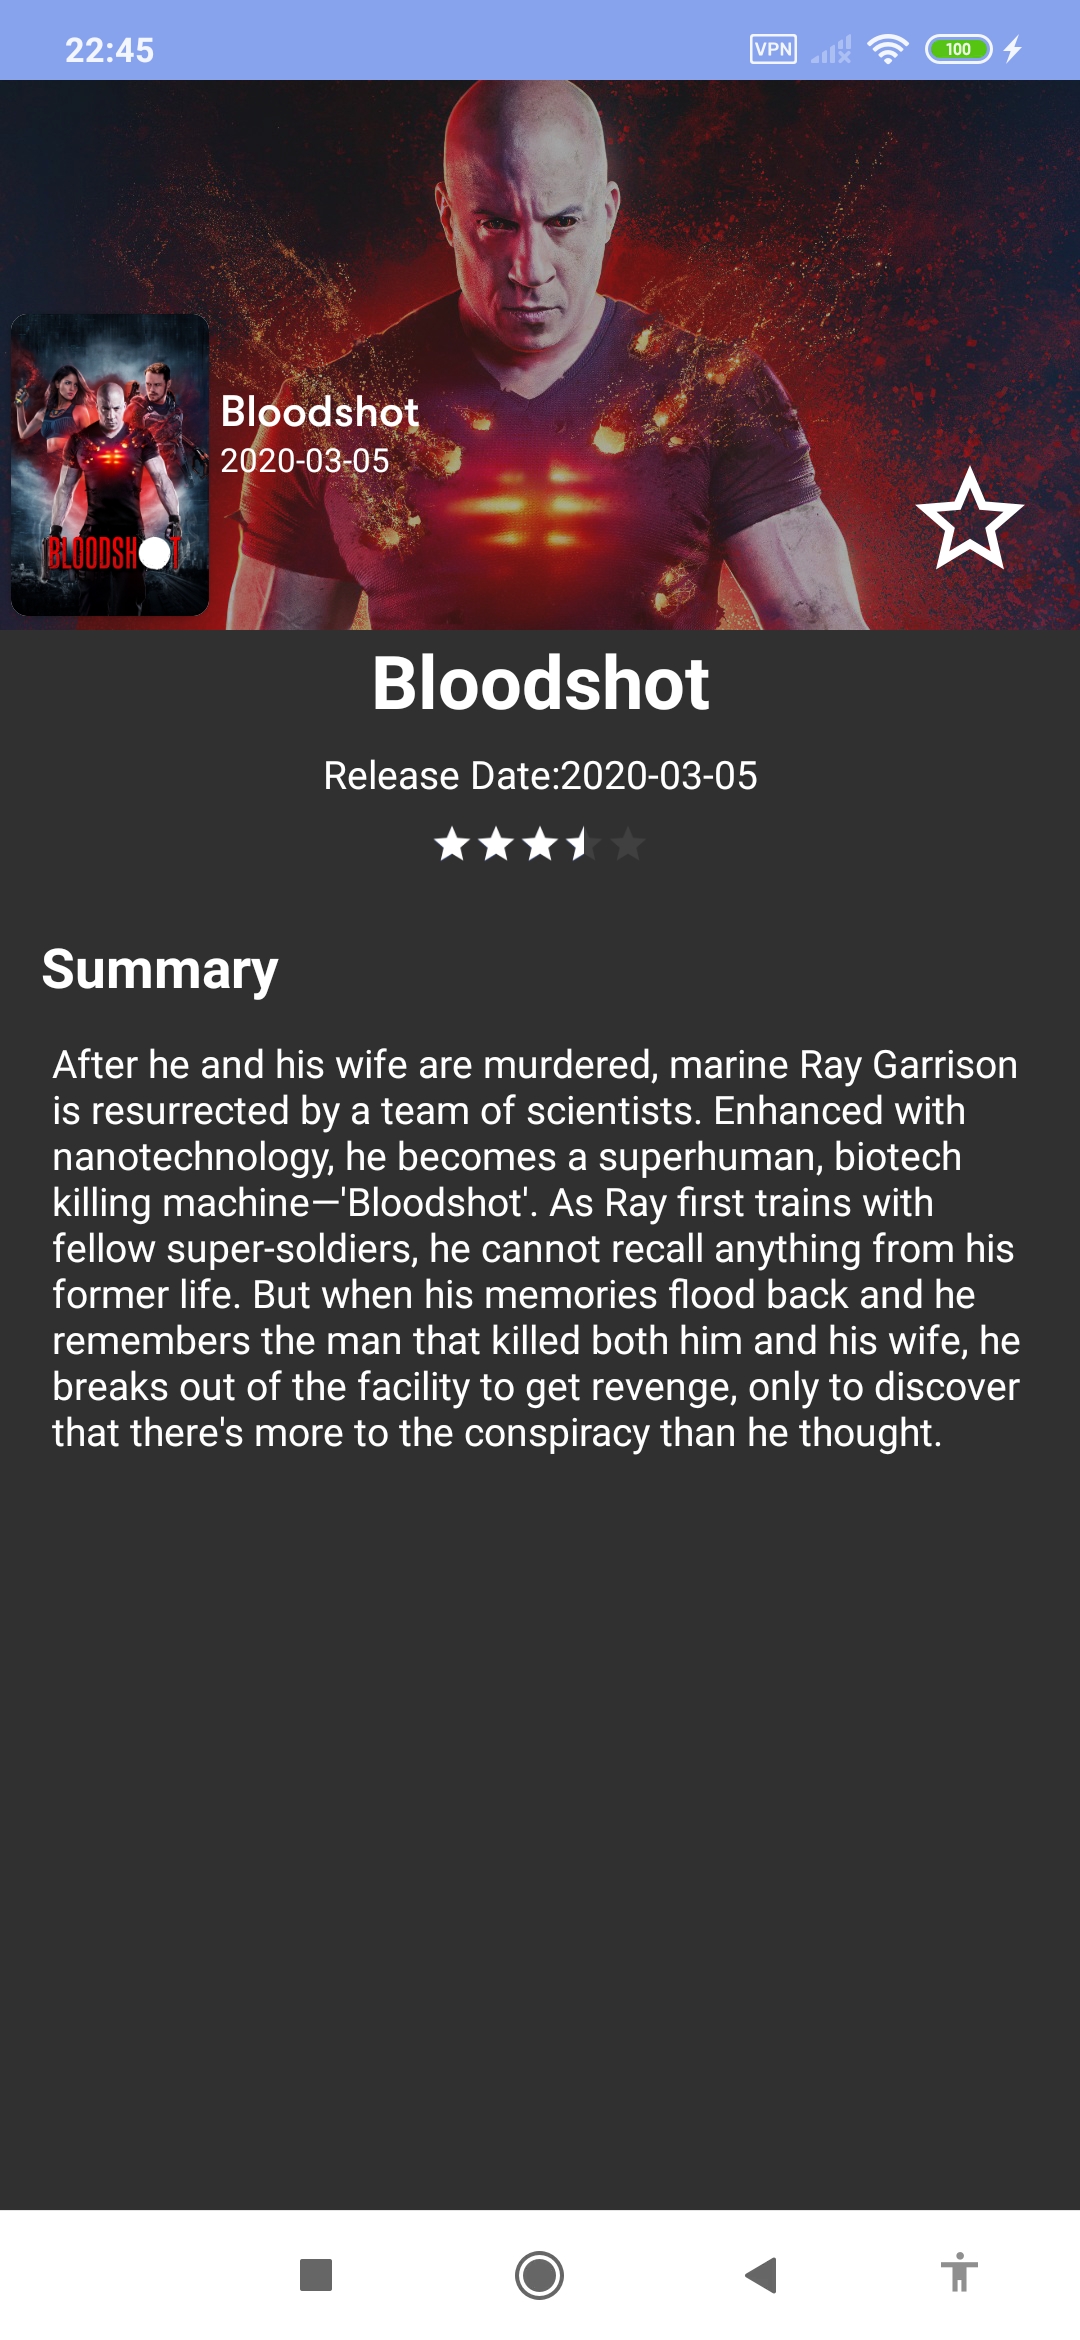 22:45
VPN
100
Bloodshot
2020-03-05
BLOODSH T
Bloodshot
Release Date:2020-03-05
Summary
After he and his wife are murdered, marine Ray Garrison
is resurrected by a team of scientists. Enhanced with
nanotechnology, he becomes a superhuman, biotech
killing machine—'Bloodshot'. As Ray first trains with
fellow super-soldiers, he cannot recall anything from his
former life. But when his memories flood back and he
remembers the man that killed both him and his wife, he
breaks out of the facility to get revenge, only to discover
that there's more to the conspiracy than he thought.